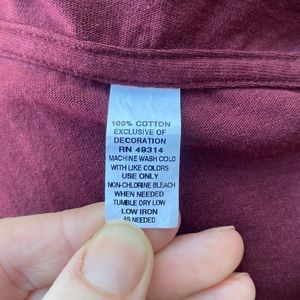 100% COTTON
EXCLUSIVE OF
DECORATION
RN 49314
MACHINE WASH COLD
WITH LIKE COLORS
USE ONLY
NON-CHLORINE BLEACH
WHEN NEEDED
TUMBLE DRY LOW
LOW IRON
AS NEEDED